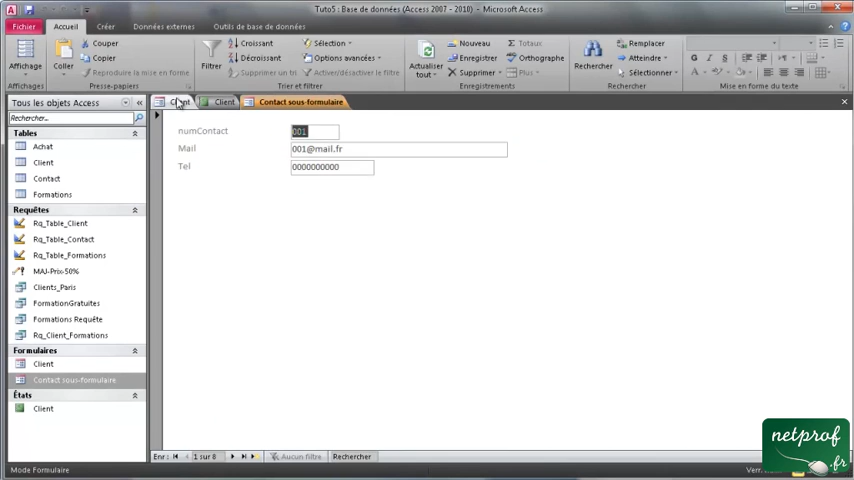 Tuto5 : Base de données (Access 2007 - 2010) - Microsoft Access
Fichier Accueil Créer Données externes Outils de base de données
Affichage
Coller
Couper
Copier
Reproduire la mise en forme
Filtrer
Croissant
Décroissant
Supprimer un tri
Sélection
Options avancées
Activer/désactiver le filtre
Actualiser tout
Nouveau
Enregistrer
Supprimer
Totaux
Orthographe
Plus
Rechercher
Remplacer
Atteindre
Sélectionner
G I S
Affichages Presse-papiers Trier et filtrer Enregistrements Rechercher Mise en forme du texte
Tous les objets Access
Client Contact sous-formulaire
Rechercher...
Tables
Achat
Client
Contact
Formations
Requêtes
Rq_Table_Client
Rq_Table_Contact
Rq_Table_Formations
MAJ-Prix-50%
Clients_Paris
FormationGratuites
Formations Requête
Rq_Client_Formations
Formulaires
Client
Contact sous-formulaire
États
Client
numContact 001
Mail 001@mail.fr
Tel 0000000000
Enr : 1 sur 8 Aucun filtre Rechercher
Mode Formulaire
Verr.
netprof
.fr